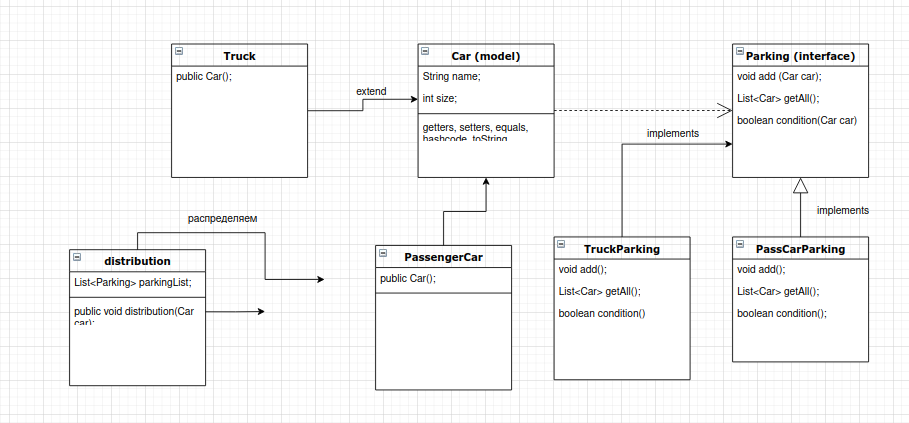 Truck
public Car();
extend
Car (model)
String name;
int size;
getters, setters, equals,
hashcode, toString
Parking (interface)
void add (Car car);
List<Car> getAll();
boolean condition(Car car)
implements
implements
распределяем
distribution
List<Parking> parkingList;
public void distribution(Car
car);
PassengerCar
public Car();
TruckParking
void add();
List<Car> getAll();
boolean condition()
PassCarParking
void add();
List<Car> getAll();
boolean condition();